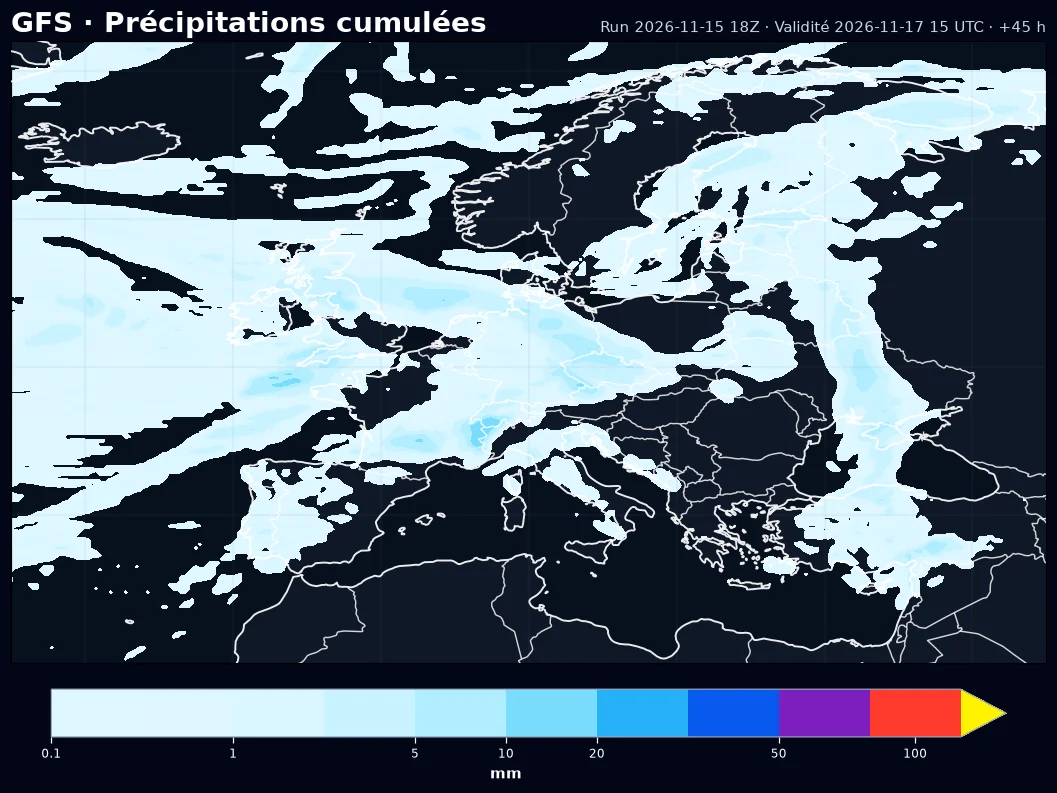 GFS · Précipitations cumulées
Run 2026-11-15 18Z · Validité 2026-11-17 15 UTC · +45 h
0.1 1 5 10 20 50 100
mm